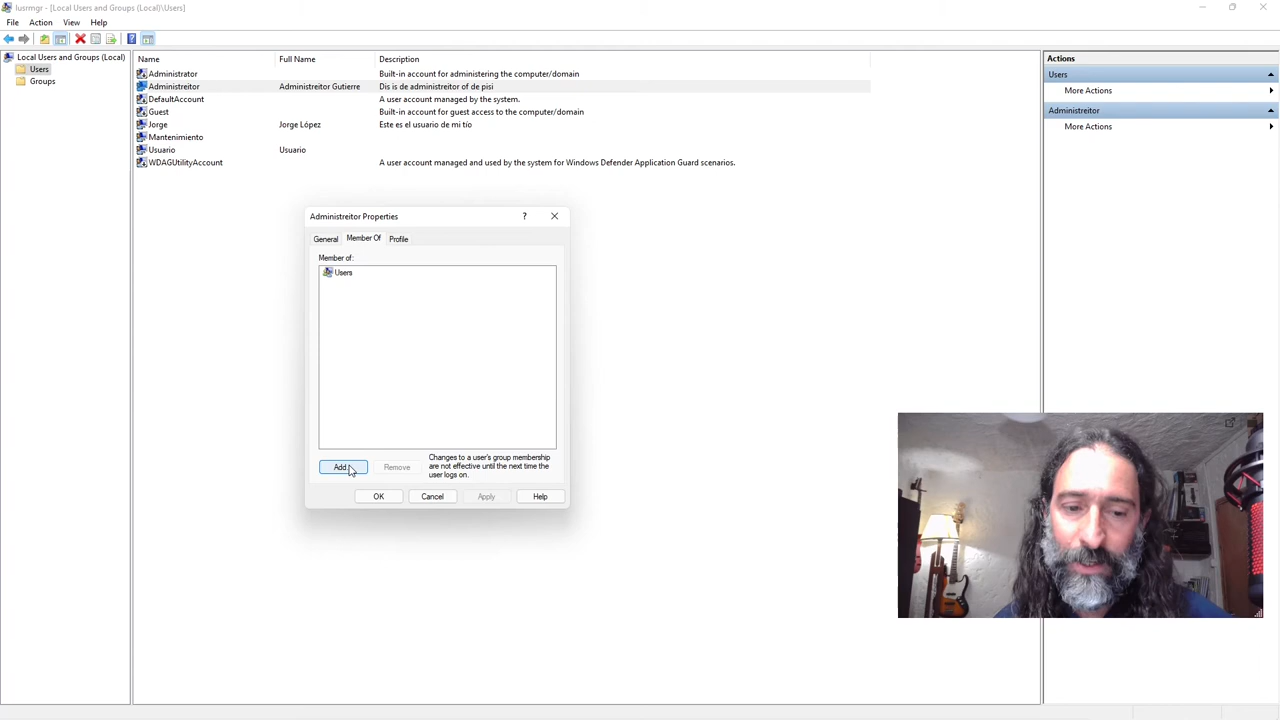 lusrmgr - [Local Users and Groups (Local)\Users]
File Action View Help
Local Users and Groups (Local)
Users
Groups
Name Full Name Description
Administrator Built-in account for administering the computer/domain
Administreitor Administreitor Gutierre Dis is de administreitor of de pisi
DefaultAccount A user account managed by the system.
Guest Built-in account for guest access to the computer/domain
Jorge Jorge López Este es el usuario de mi tío
Mantenimiento
Usuario Usuario
WDAGUtilityAccount A user account managed and used by the system for Windows Defender Application Guard scenarios.
Actions
Users
More Actions
Administreitor
More Actions
Administreitor Properties
General Member Of Profile
Member of:
Users
Add... Remove
Changes to a user's group membership
are not effective until the next time the
user logs on.
OK Cancel Apply Help